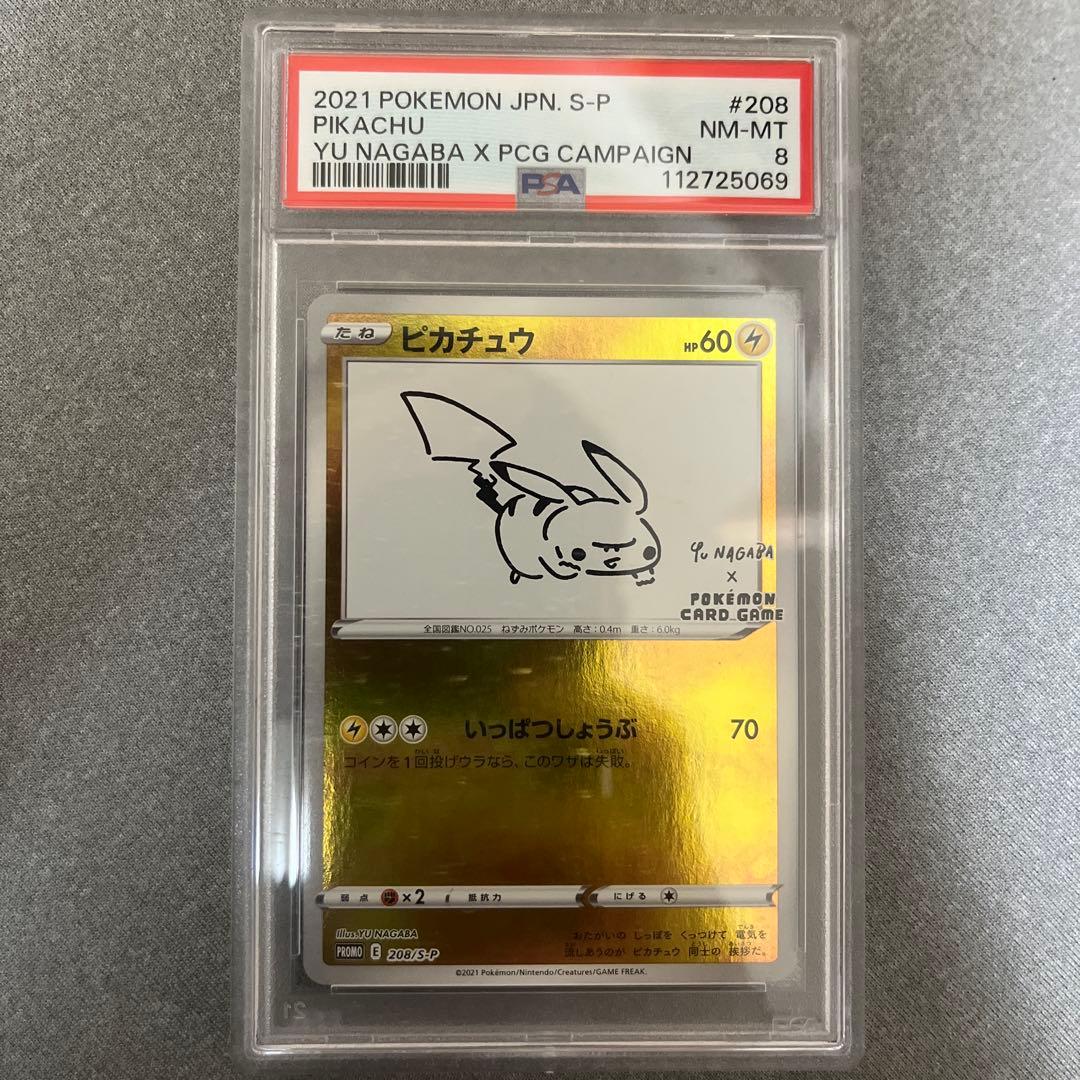 2021 POKEMON JPN. S-P #208
PIKACHU NM-MT
YU NAGABA X PCG CAMPAIGN 8
PSA 112725069
たね ピカチュウ HP60
YU NAGABA
X
POKÉMON
CARD GAME
全国図鑑NO.025 ねずみポケモン 高さ:0.4m 重さ:6.0kg
いっぱつしょうぶ 70
コインを1回投げウラなら、このワザは失敗。
弱点 ×2 抵抗力 にげる
Illus.YU NAGABA
おたがいの しっぽを くっつけて 電気を
流しあうのが ピカチュウ 同士の 挨拶だ。
PROMO E 208/S-P
©2021 Pokémon/Nintendo/Creatures/GAME FREAK.